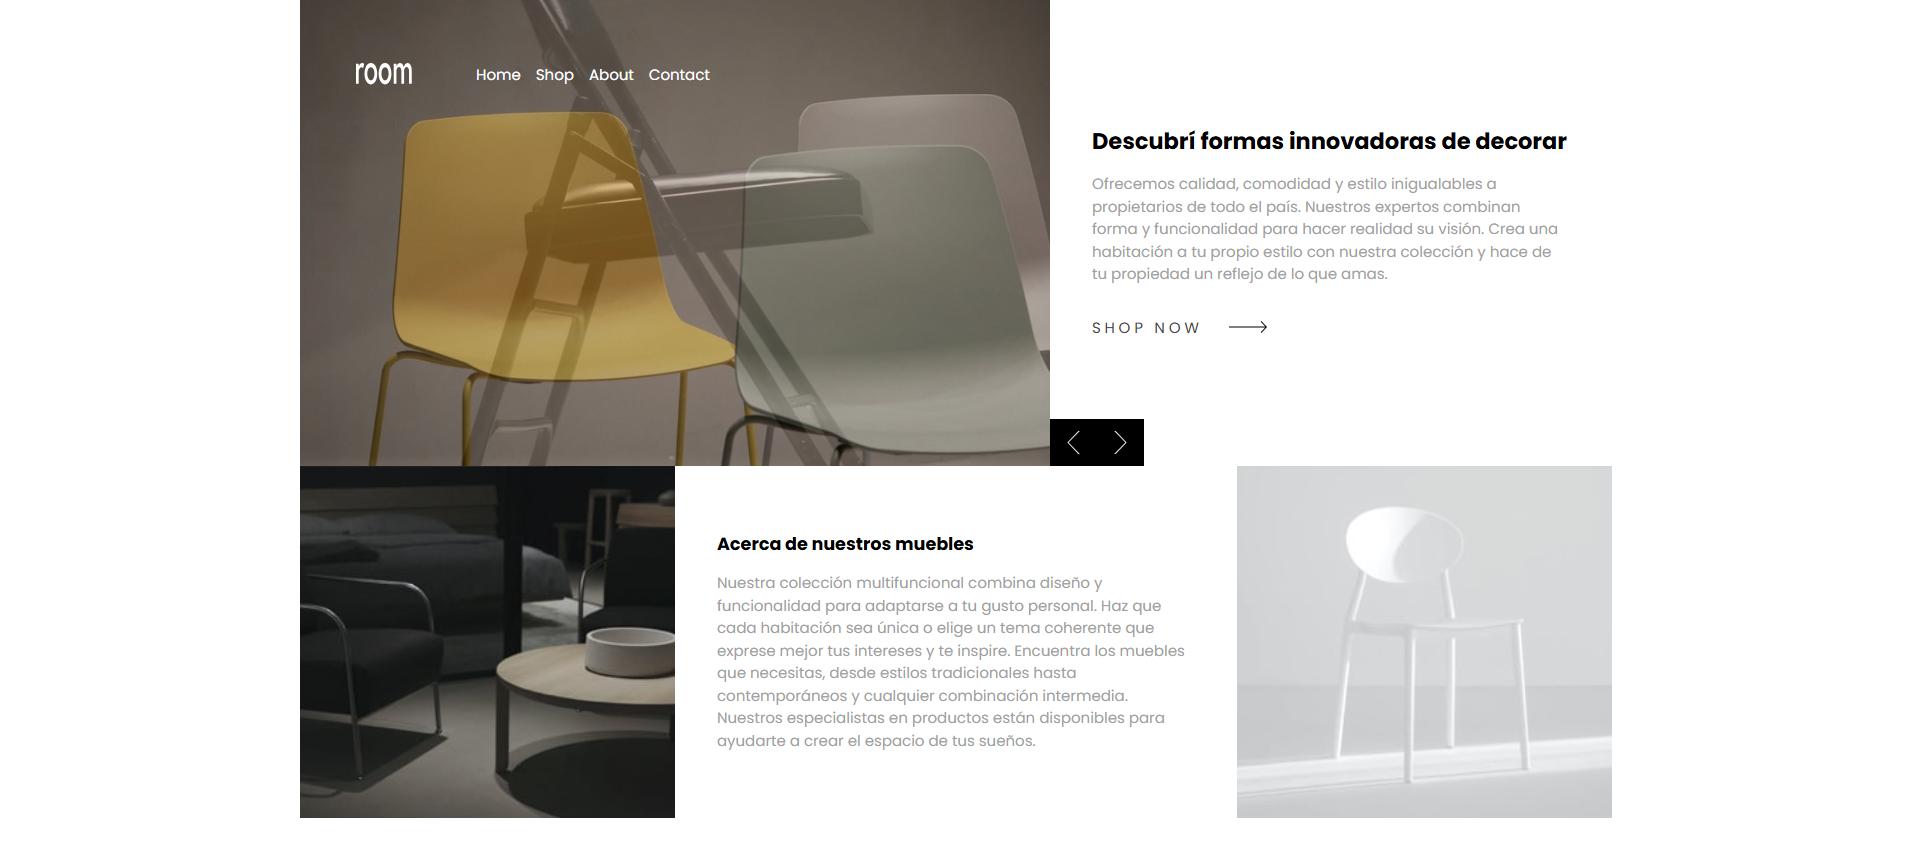 room
Home Shop About Contact
Descubrí formas innovadoras de decorar
Ofrecemos calidad, comodidad y estilo inigualables a
propietarios de todo el país. Nuestros expertos combinan
forma y funcionalidad para hacer realidad su visión. Crea una
habitación a tu propio estilo con nuestra colección y hace de
tu propiedad un reflejo de lo que amas.
SHOP NOW
Acerca de nuestros muebles
Nuestra colección multifuncional combina diseño y
funcionalidad para adaptarse a tu gusto personal. Haz que
cada habitación sea única o elige un tema coherente que
exprese mejor tus intereses y te inspire. Encuentra los muebles
que necesitas, desde estilos tradicionales hasta
contemporáneos y cualquier combinación intermedia.
Nuestros especialistas en productos están disponibles para
ayudarte a crear el espacio de tus sueños.